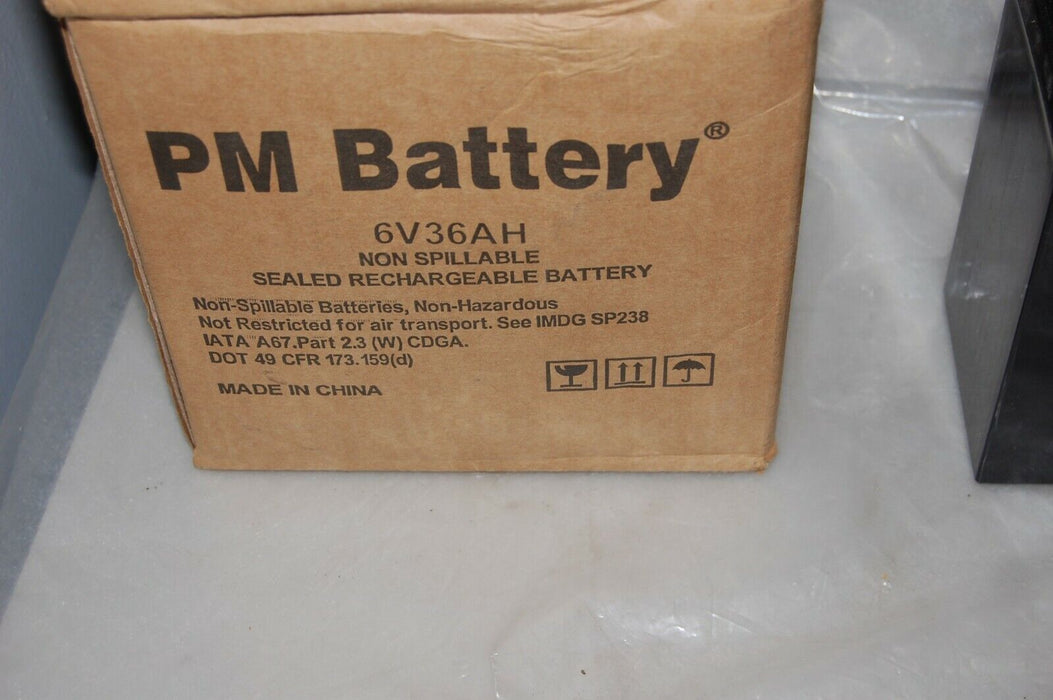 PM Battery®
6V36AH
NON SPILLABLE
SEALED RECHARGEABLE BATTERY
Non-Spillable Batteries, Non-Hazardous
Not Restricted for air transport. See IMDG SP238
IATA A67.Part 2.3 (W) CDGA.
DOT 49 CFR 173.159(d)
MADE IN CHINA